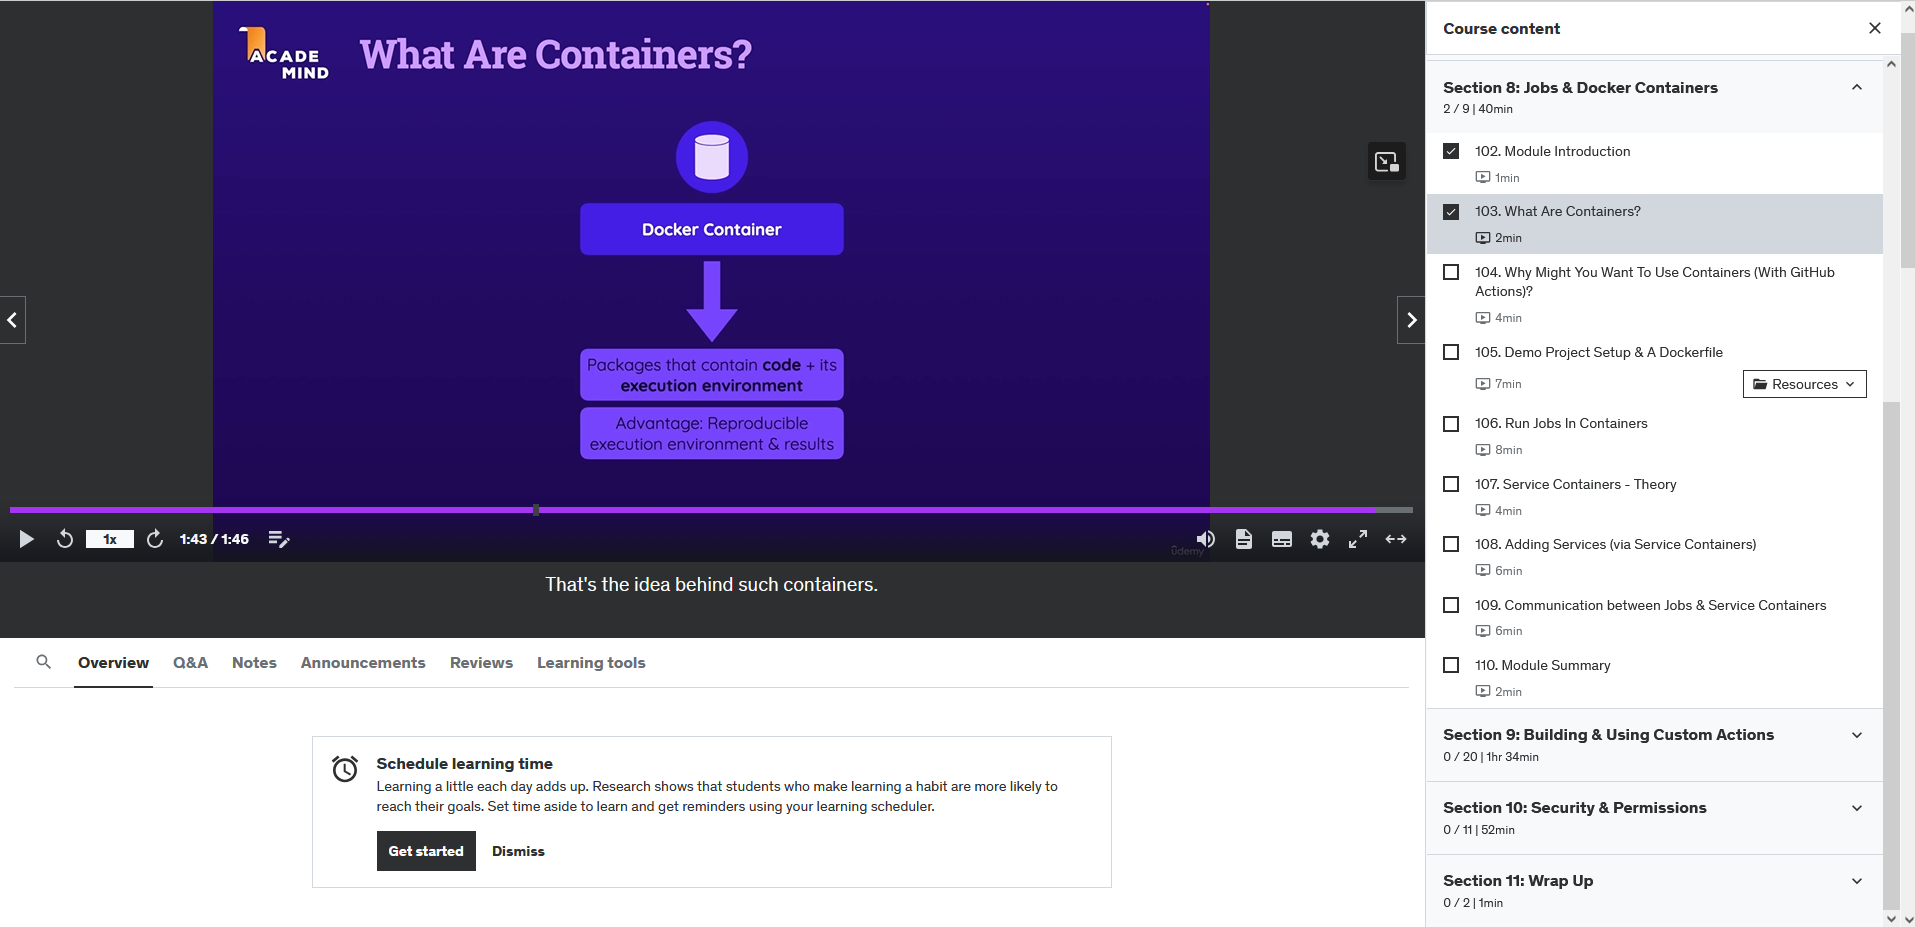 ACADE
MIND
What Are Containers?
Docker Container
Packages that contain code + its
execution environment
Advantage: Reproducible
execution environment & results
1x
1:43 / 1:46
udemy
That's the idea behind such containers.
Overview
Q&A
Notes
Announcements
Reviews
Learning tools
Schedule learning time
Learning a little each day adds up. Research shows that students who make learning a habit are more likely to
reach their goals. Set time aside to learn and get reminders using your learning scheduler.
Get started
Dismiss
Course content
Section 8: Jobs & Docker Containers
2 / 9 | 40min
102. Module Introduction
1min
103. What Are Containers?
2min
104. Why Might You Want To Use Containers (With GitHub
Actions)?
4min
105. Demo Project Setup & A Dockerfile
7min
Resources
106. Run Jobs In Containers
8min
107. Service Containers - Theory
4min
108. Adding Services (via Service Containers)
6min
109. Communication between Jobs & Service Containers
6min
110. Module Summary
2min
Section 9: Building & Using Custom Actions
0 / 20 | 1hr 34min
Section 10: Security & Permissions
0 / 11 | 52min
Section 11: Wrap Up
0 / 2 | 1min